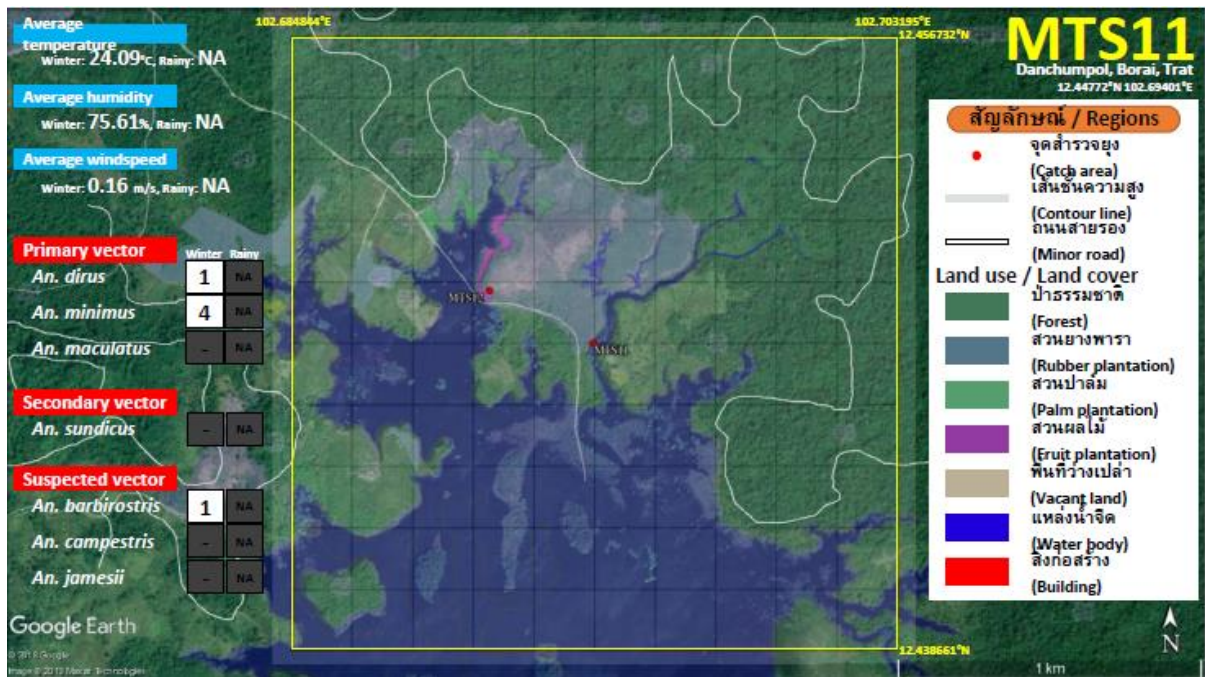 Average
temperature
Winter: 24.09°C, Rainy: NA
Average humidity
Winter: 75.61%, Rainy: NA
Average windspeed
Winter: 0.16 m/s, Rainy: NA
Primary vector
Winter Rainy
An. dirus 1 NA
An. minimus 4 NA
An. maculatus – NA
Secondary vector
An. sundicus – NA
Suspected vector
An. barbirostris 1 NA
An. campestris – NA
An. jamesii – NA
Google Earth
© 2018 Google
Image © 2019 Maxar Technologies
102.684844°E
102.703195°E
12.456732°N
MTS12
MTS11
12.438661°N
MTS11
Danchumpol, Borai, Trat
12.44772°N 102.69401°E
สัญลักษณ์ / Regions
จุดสำรวจยุง
(Catch area)
เส้นชั้นความสูง
(Contour line)
ถนนสายรอง
(Minor road)
Land use / Land cover
ป่าธรรมชาติ
(Forest)
สวนยางพารา
(Rubber plantation)
สวนปาล์ม
(Palm plantation)
สวนผลไม้
(Fruit plantation)
พื้นที่ว่างเปล่า
(Vacant land)
แหล่งน้ำจืด
(Water body)
สิ่งก่อสร้าง
(Building)
N
1 km